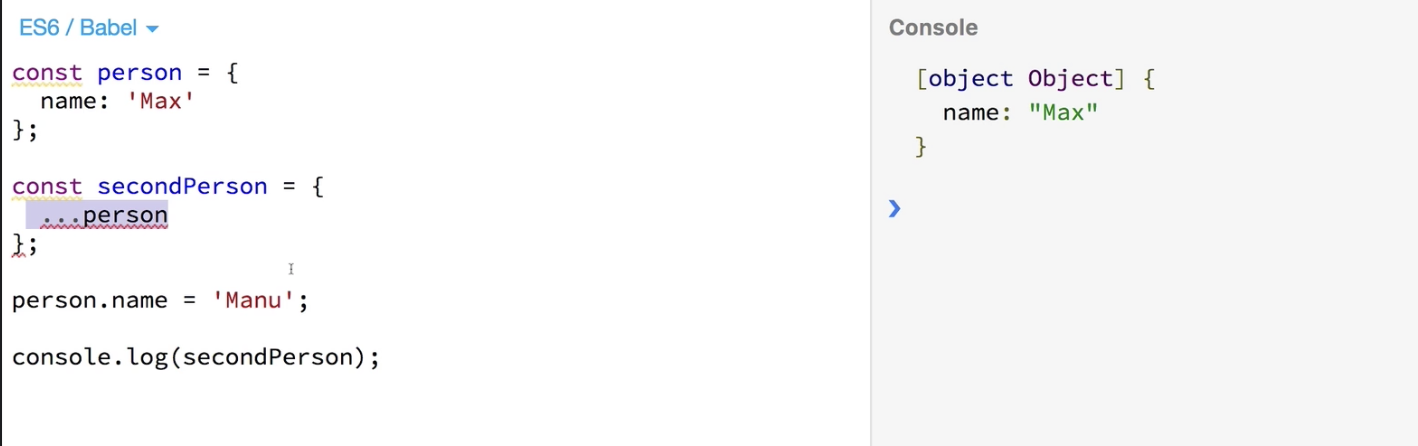 ES6 / Babel
const person = {
  name: 'Max'
};
const secondPerson = {
  ...person
};
person.name = 'Manu';
console.log(secondPerson);
Console
[object Object] {
  name: "Max"
}